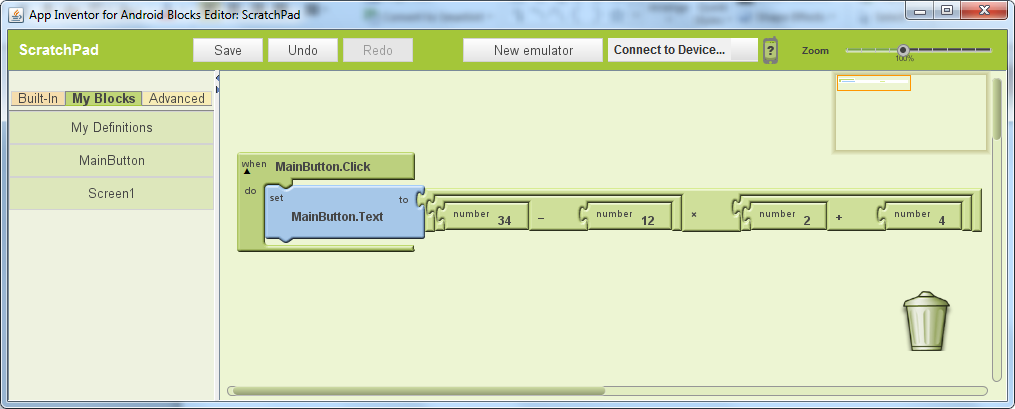 App Inventor for Android Blocks Editor: ScratchPad
ScratchPad Save Undo Redo New emulator Connect to Device... ? Zoom
100%
Built-In My Blocks Advanced
My Definitions
MainButton
Screen1
when MainButton.Click
do set MainButton.Text to number 34 − number 12 × number 2 + number 4